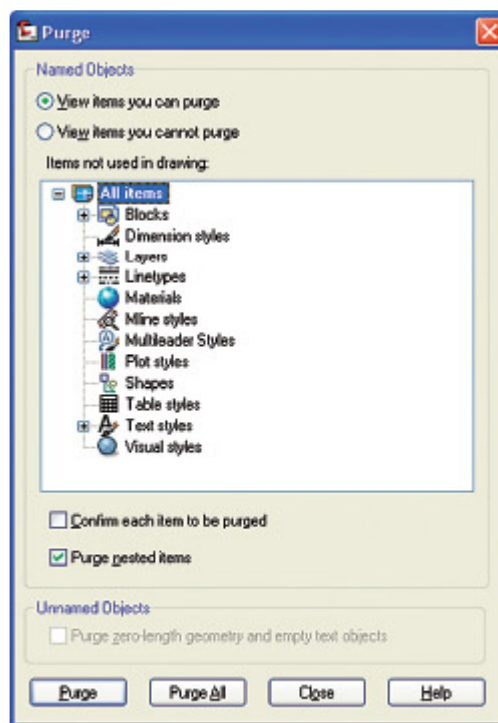 Purge
Named Objects
View items you can purge
View items you cannot purge
Items not used in drawing:
All items
Blocks
Dimension styles
Layers
Linetypes
Materials
Mline styles
Multileader Styles
Plot styles
Shapes
Table styles
Text styles
Visual styles
Confirm each item to be purged
Purge nested items
Unnamed Objects
Purge zero-length geometry and empty text objects
Purge Purge All Close Help